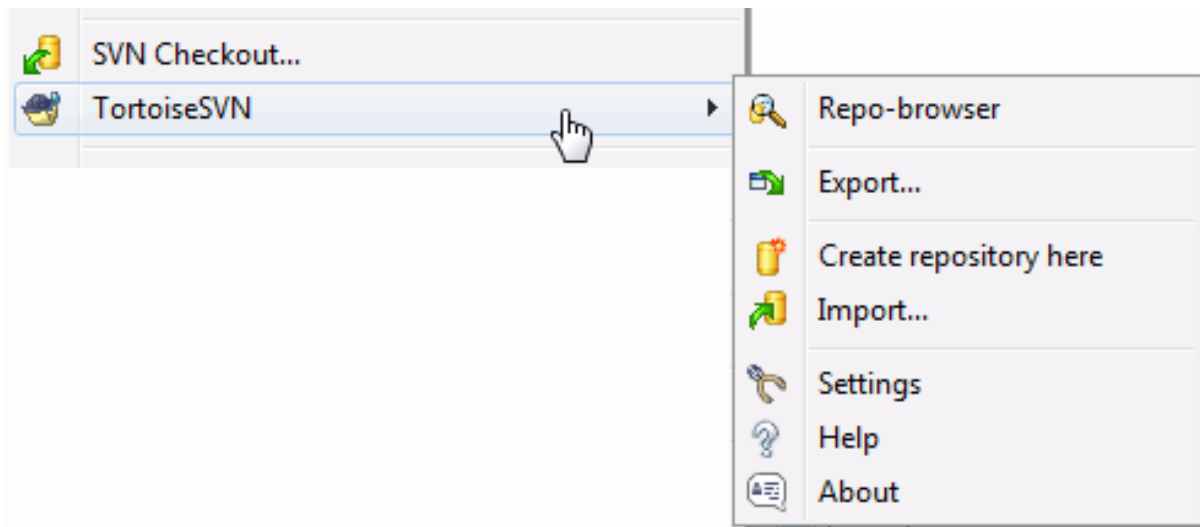 SVN Checkout...
TortoiseSVN
Repo-browser
Export...
Create repository here
Import...
Settings
Help
About